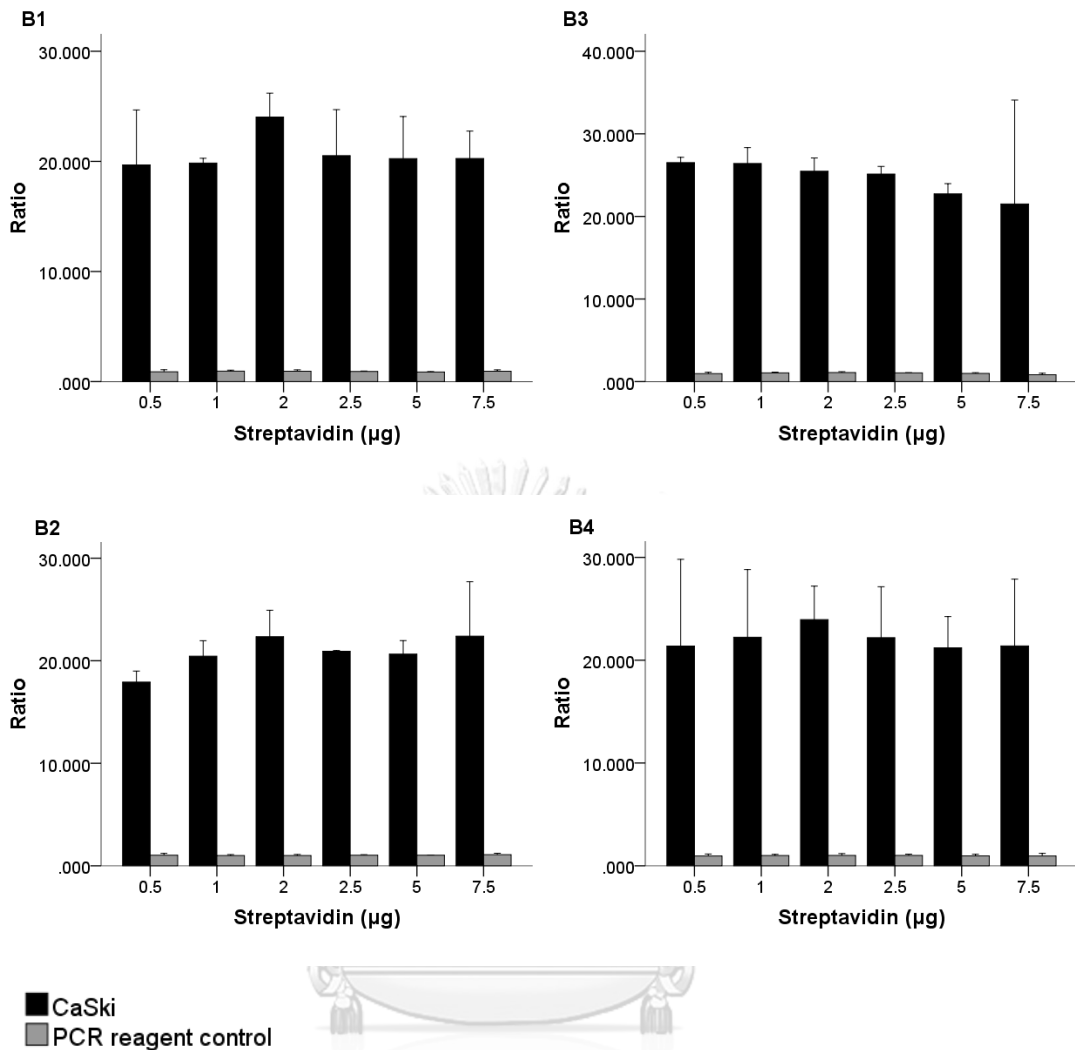 B1
30.000
20.000
10.000
.000
Ratio
0.5 1 2 2.5 5 7.5
Streptavidin (µg)
B3
40.000
30.000
20.000
10.000
.000
Ratio
0.5 1 2 2.5 5 7.5
Streptavidin (µg)
B2
30.000
20.000
10.000
.000
Ratio
0.5 1 2 2.5 5 7.5
Streptavidin (µg)
B4
30.000
20.000
10.000
.000
Ratio
0.5 1 2 2.5 5 7.5
Streptavidin (µg)
CaSki
PCR reagent control